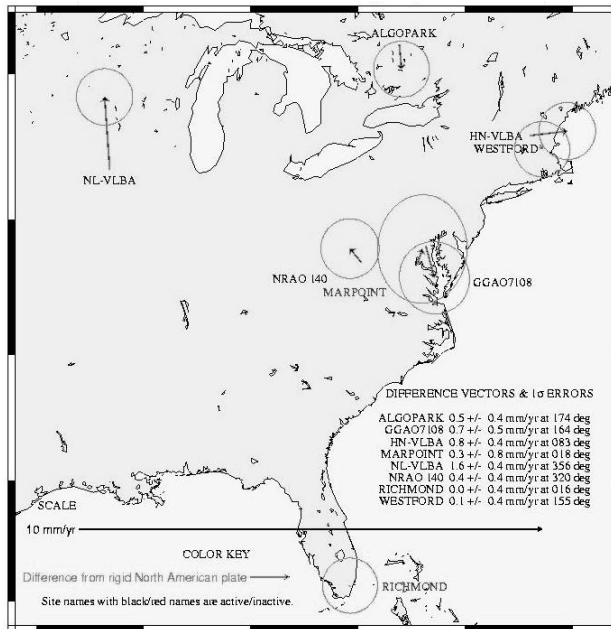 ALGOPARK
HN-VLBA
WESTFORD
NL-VLBA
NRAO 140
MARPOINT
GGAO7108
DIFFERENCE VECTORS & 1σ ERRORS
ALGOPARK 0.5 +/- 0.4 mm/yr at 174 deg
GGAO7108 0.7 +/- 0.5 mm/yr at 164 deg
HN-VLBA 0.8 +/- 0.4 mm/yr at 083 deg
MARPOINT 0.3 +/- 0.8 mm/yr at 018 deg
NL-VLBA 1.6 +/- 0.4 mm/yr at 356 deg
NRAO 140 0.4 +/- 0.4 mm/yr at 320 deg
RICHMOND 0.0 +/- 0.4 mm/yr at 016 deg
WESTFORD 0.1 +/- 0.4 mm/yr at 155 deg
SCALE
10 mm/yr
COLOR KEY
Difference from rigid North American plate
RICHMOND
Site names with black/red names are active/inactive.